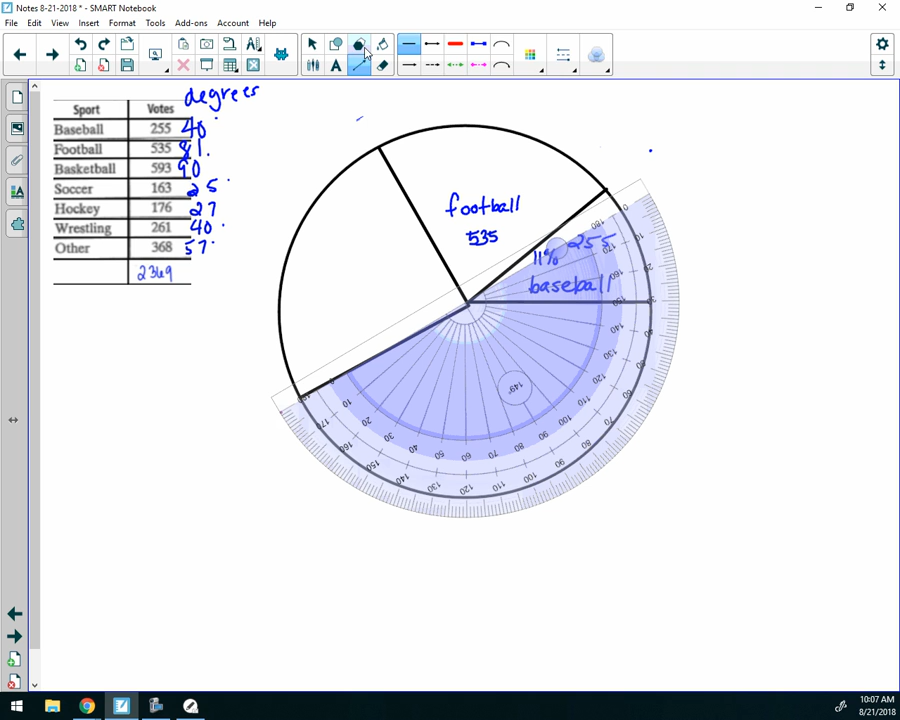 Notes 8-21-2018 * - SMART Notebook
File Edit View Insert Format Tools Add-ons Account Help
degrees
Sport Votes
Baseball 255 40°
Football 535 81°
Basketball 593 90
Soccer 163 25°
Hockey 176 27
Wrestling 261 40°
Other 368 57°
2369
football
535
11% 255
baseball
149°
10:07 AM
8/21/2018